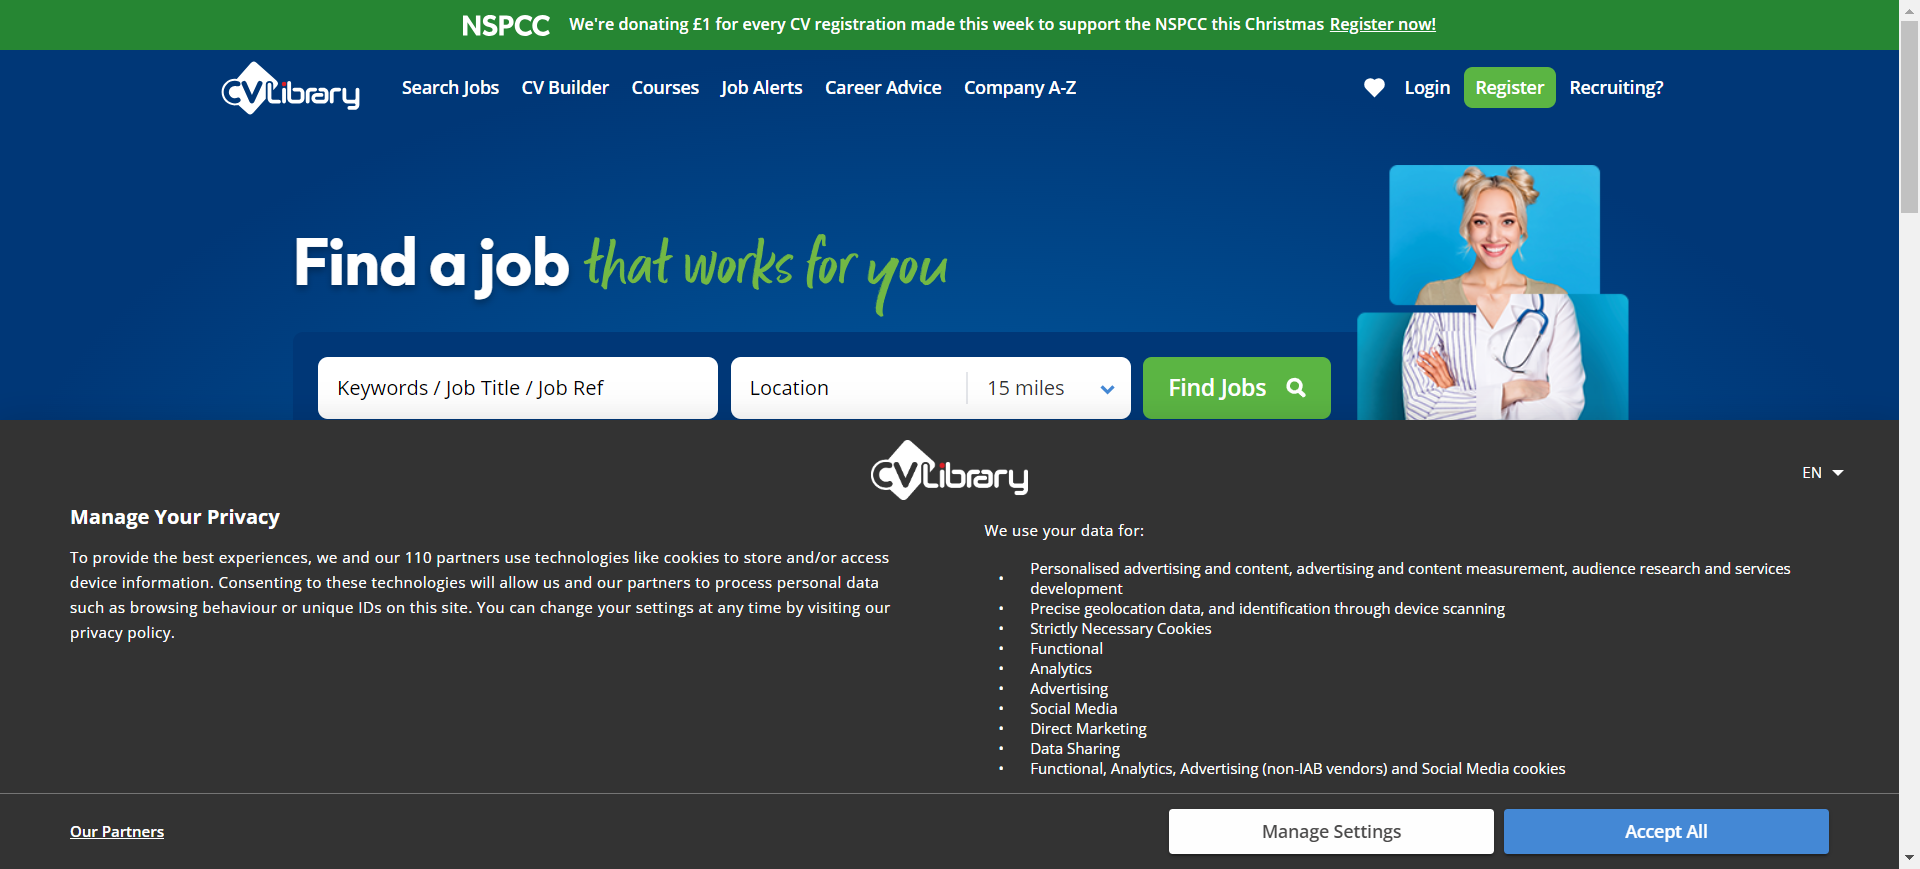 NSPCC We're donating £1 for every CV registration made this week to support the NSPCC this Christmas Register now!
CV Library Search Jobs CV Builder Courses Job Alerts Career Advice Company A-Z Login Register Recruiting?
Find a job that works for you
Keywords / Job Title / Job Ref Location 15 miles Find Jobs
CV Library
EN
Manage Your Privacy
To provide the best experiences, we and our 110 partners use technologies like cookies to store and/or access
device information. Consenting to these technologies will allow us and our partners to process personal data
such as browsing behaviour or unique IDs on this site. You can change your settings at any time by visiting our
privacy policy.
We use your data for:
• Personalised advertising and content, advertising and content measurement, audience research and services
development
• Precise geolocation data, and identification through device scanning
• Strictly Necessary Cookies
• Functional
• Analytics
• Advertising
• Social Media
• Direct Marketing
• Data Sharing
• Functional, Analytics, Advertising (non-IAB vendors) and Social Media cookies
Our Partners Manage Settings Accept All